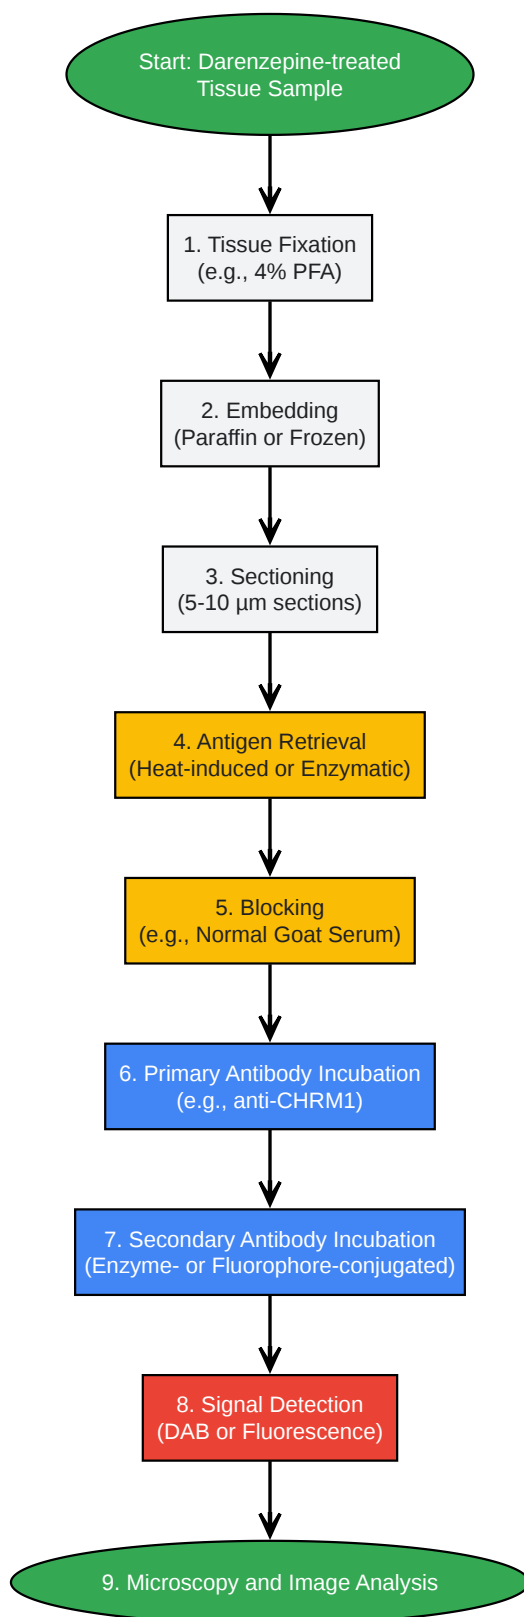 Start: Darenzepine-treated
Tissue Sample
1. Tissue Fixation
(e.g., 4% PFA)
2. Embedding
(Paraffin or Frozen)
3. Sectioning
(5-10 µm sections)
4. Antigen Retrieval
(Heat-induced or Enzymatic)
5. Blocking
(e.g., Normal Goat Serum)
6. Primary Antibody Incubation
(e.g., anti-CHRM1)
7. Secondary Antibody Incubation
(Enzyme- or Fluorophore-conjugated)
8. Signal Detection
(DAB or Fluorescence)
9. Microscopy and Image Analysis